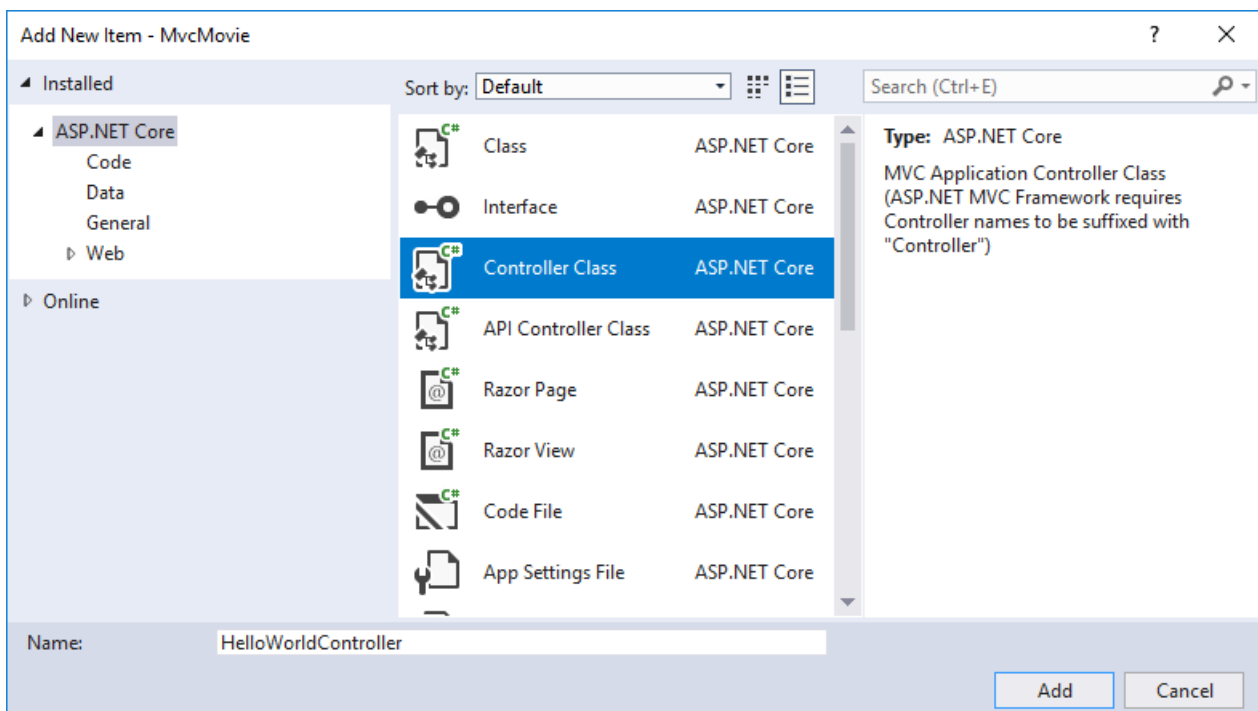 Add New Item - MvcMovie
?
Installed
Sort by: Default
Search (Ctrl+E)
ASP.NET Core
Code
Data
General
Web
Online
C# Class ASP.NET Core
Interface ASP.NET Core
C# Controller Class ASP.NET Core
C# API Controller Class ASP.NET Core
C# @ Razor Page ASP.NET Core
C# @ Razor View ASP.NET Core
C# Code File ASP.NET Core
App Settings File ASP.NET Core
Type: ASP.NET Core
MVC Application Controller Class
(ASP.NET MVC Framework requires
Controller names to be suffixed with
"Controller")
Name: HelloWorldController
Add Cancel